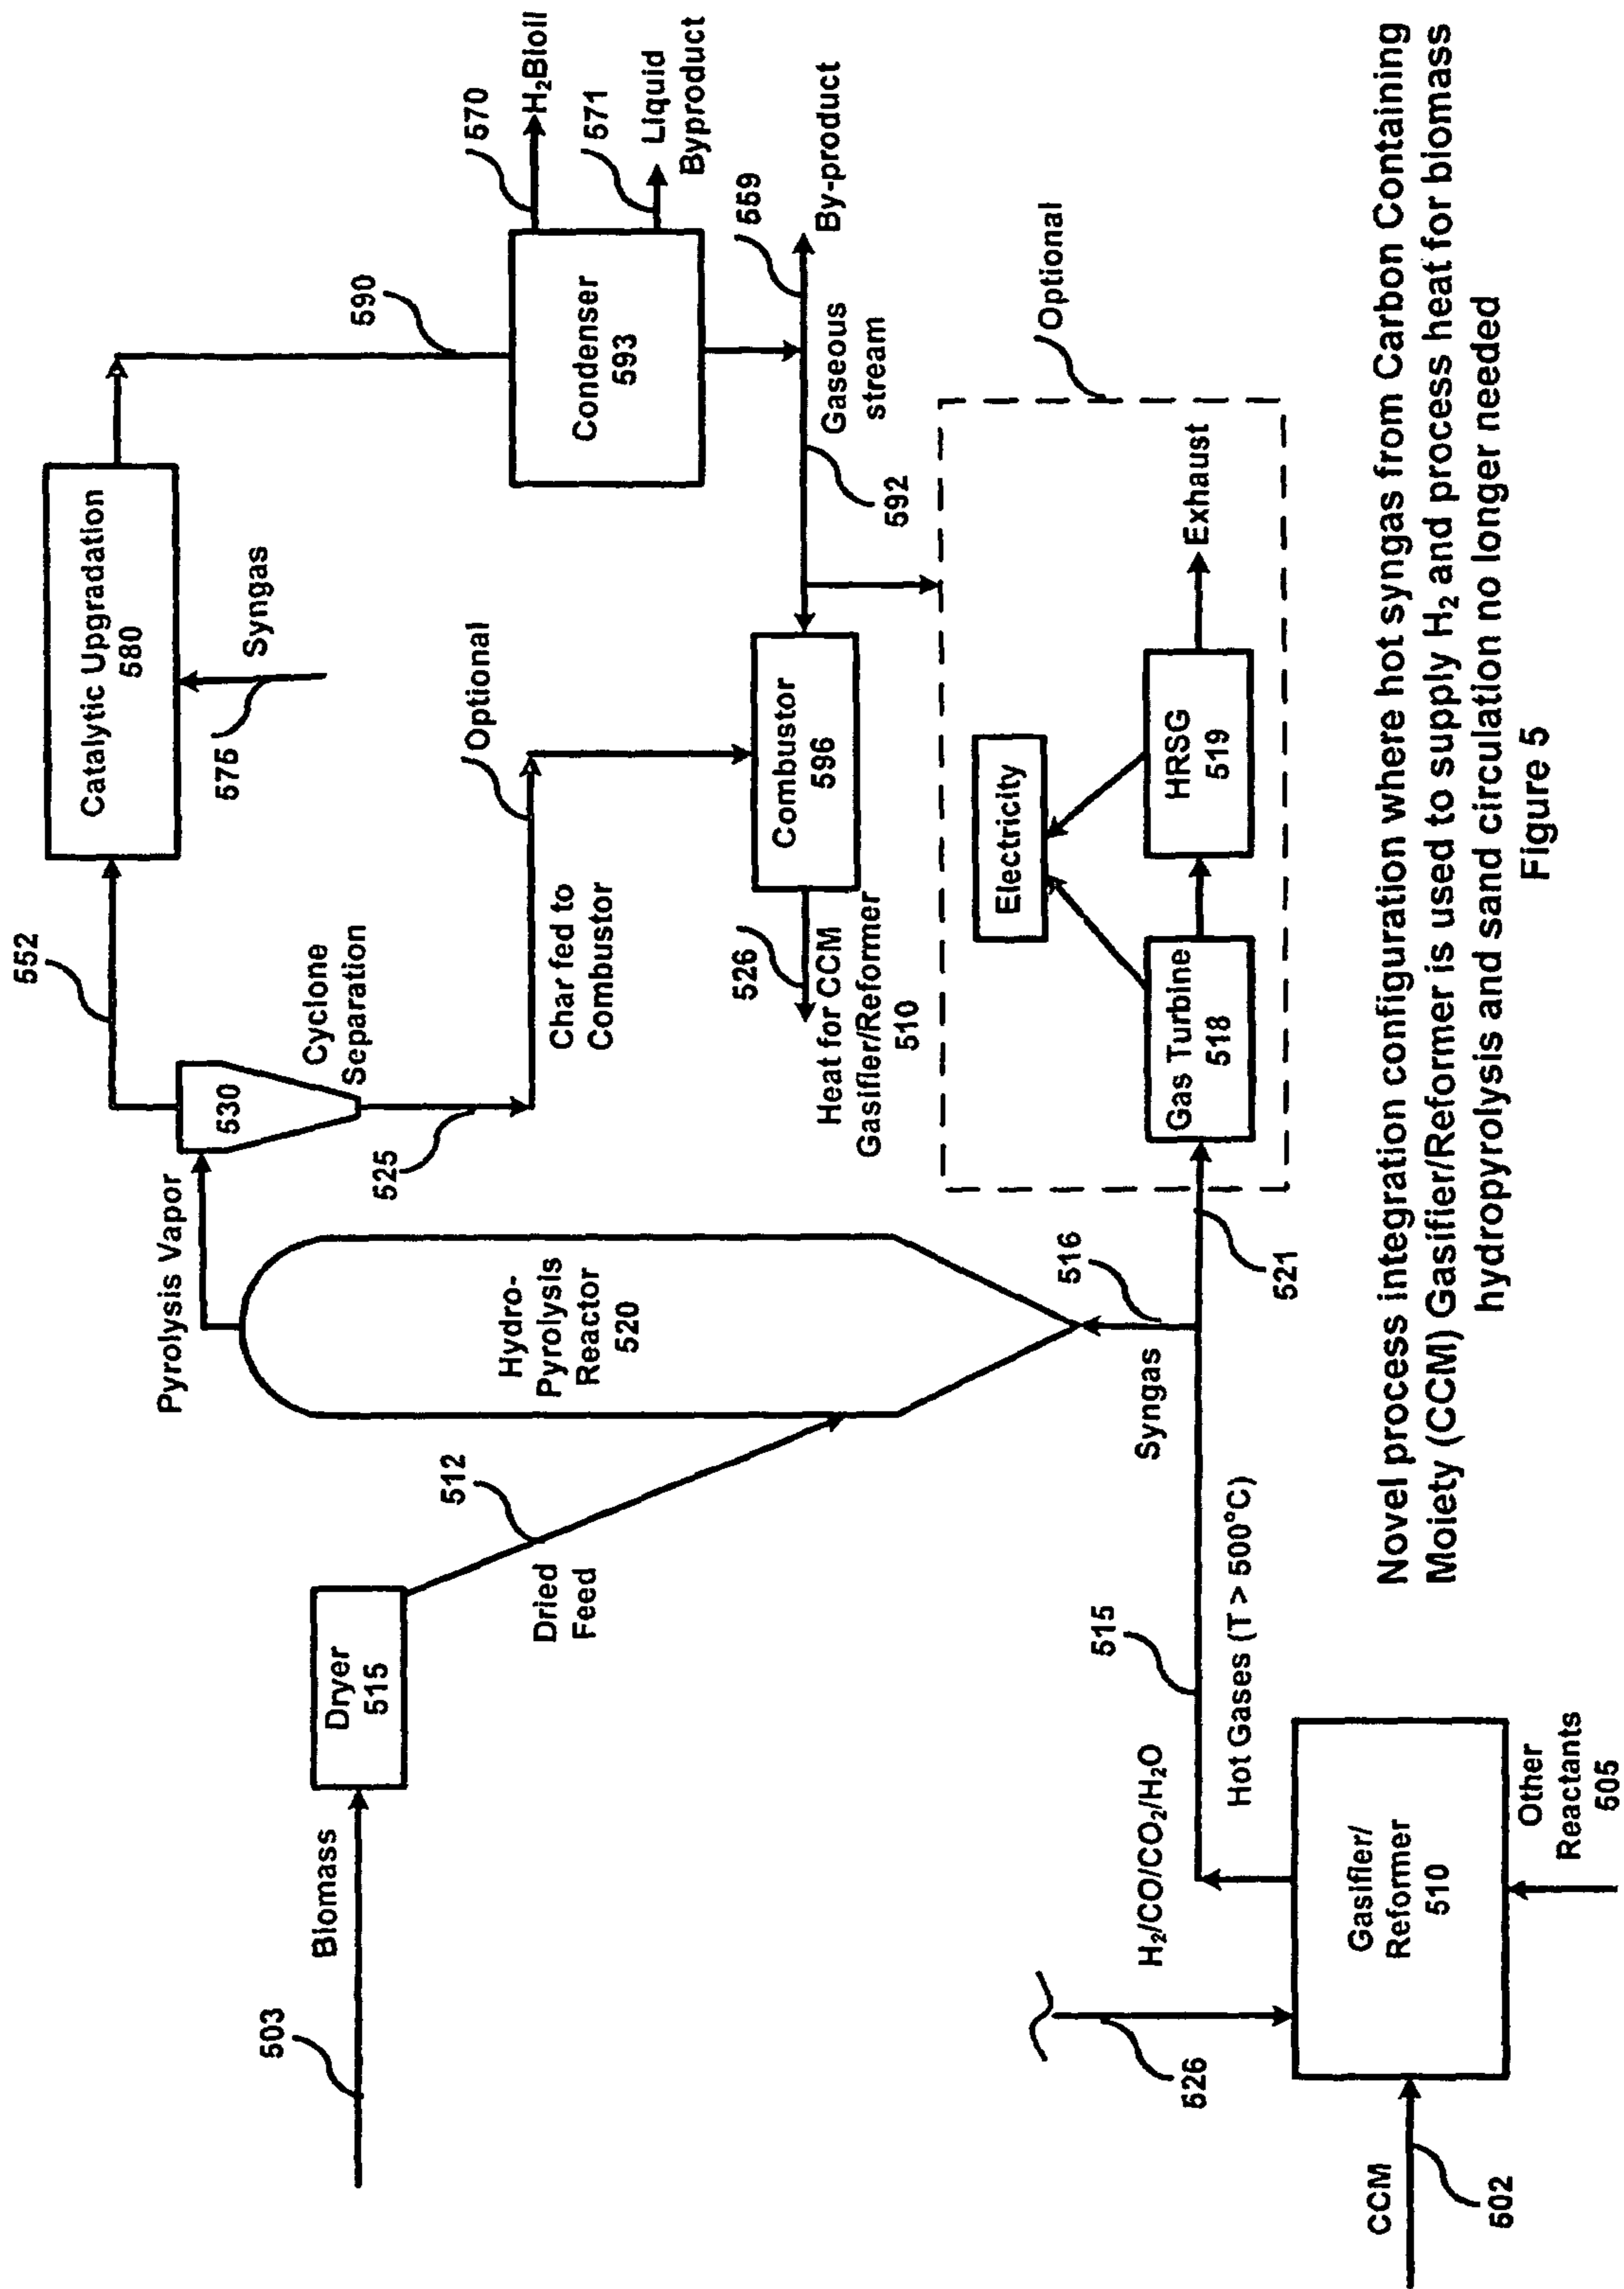 552
Catalytic Upgradation
580
590
570
H₂Bioil
Pyrolysis Vapor
530
Cyclone
Separation
Syngas
575
Condenser
593
571
Liquid
Byproduct
503
Biomass
Dryer
515
Dried
Feed
512
Hydro-
Pyrolysis
Reactor
520
525
Char fed to
Combustor
Optional
559
By-product
Gaseous
stream
592
Combustor
596
526
Heat for CCM
Gasifier/Reformer
510
Optional
Electricity
Gas Turbine
518
HRSG
519
Exhaust
526
H₂/CO/CO₂/H₂O
515
Hot Gases (T > 500°C)
Syngas
516
521
CCM
502
Gasifier/
Reformer
510
Other
Reactants
505
Novel process integration configuration where hot syngas from Carbon Containing
Moiety (CCM) Gasifier/Reformer is used to supply H₂ and process heat for biomass
hydropyrolysis and sand circulation no longer needed
Figure 5